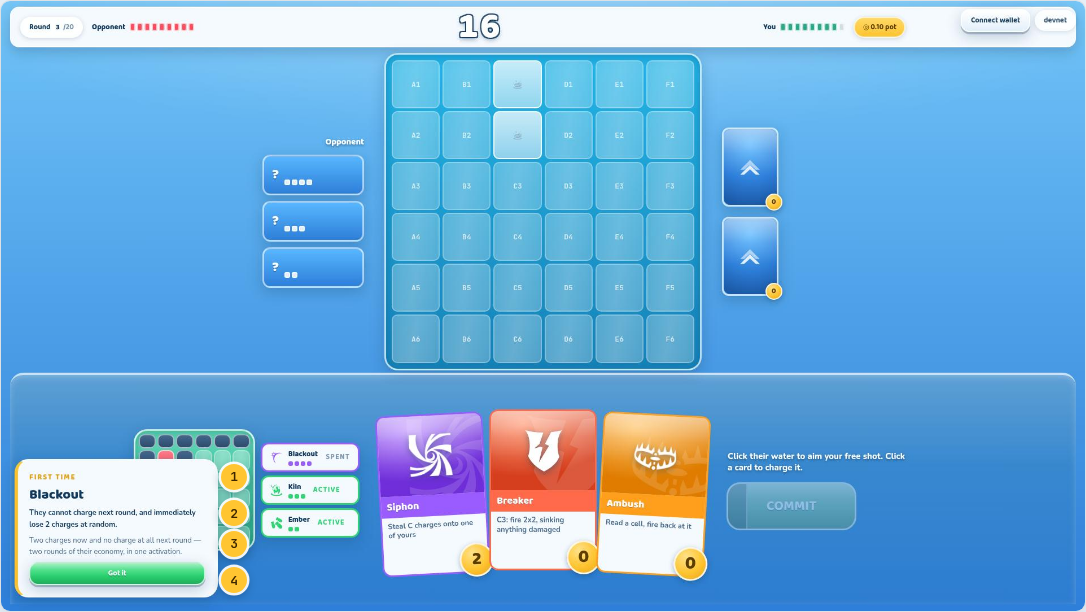 Round 3 /20
Opponent
16
You
0.10 pot
Connect wallet
devnet
A1 B1 D1 E1 F1
A2 B2 D2 E2 F2
A3 B3 C3 D3 E3 F3
A4 B4 C4 D4 E4 F4
A5 B5 C5 D5 E5 F5
A6 B6 C6 D6 E6 F6
Opponent
?
?
?
0
0
FIRST TIME
Blackout
They cannot charge next round, and immediately
lose 2 charges at random.
Two charges now and no charge at all next round —
two rounds of their economy, in one activation.
Got it
1
2
3
4
Blackout SPENT
Kiln ACTIVE
Ember ACTIVE
Siphon
Steal C charges onto one
of yours
2
Breaker
C3: fire 2x2, sinking
anything damaged
0
Ambush
Read a cell, fire back at it
0
Click their water to aim your free shot. Click
a card to charge it.
COMMIT